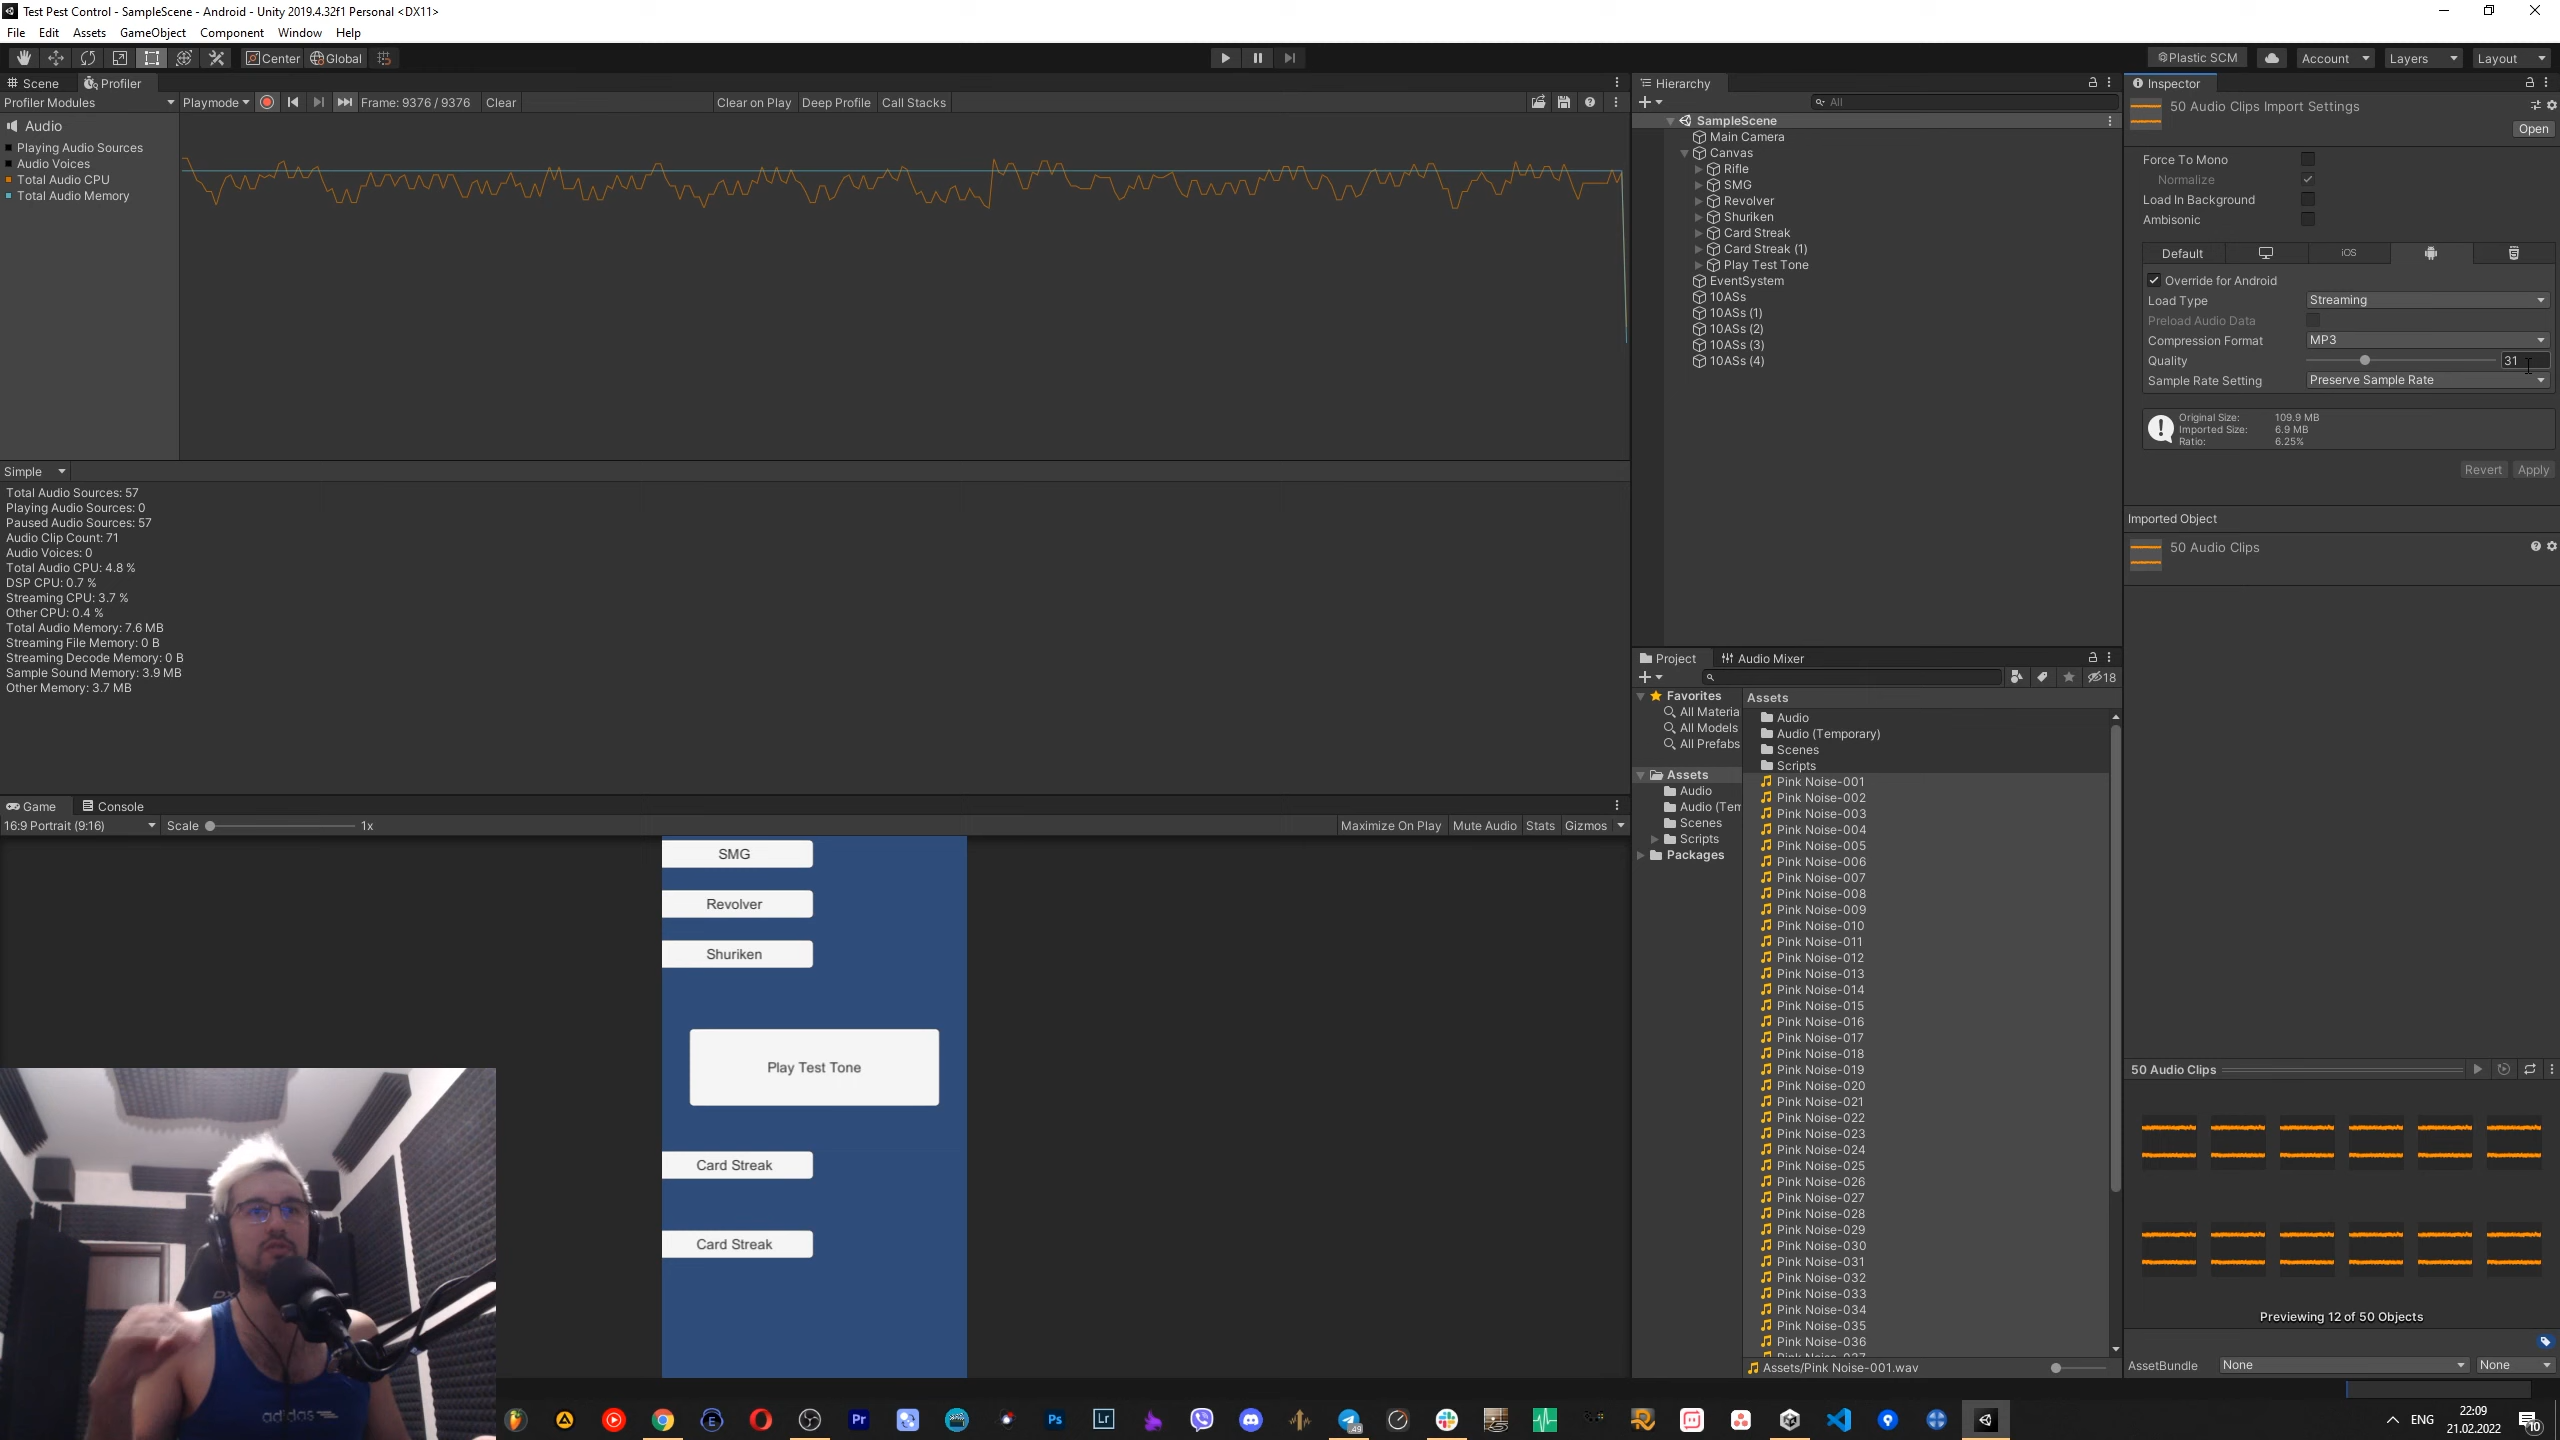 Test Pest Control - SampleScene - Android - Unity 2019.4.32f1 Personal <DX11>
File Edit Assets GameObject Component Window Help
Center Global
Plastic SCM Account Layers Layout
Scene Profiler
Profiler Modules Playmode Frame: 9376 / 9376 Clear Clear on Play Deep Profile Call Stacks
Audio
Playing Audio Sources
Audio Voices
Total Audio CPU
Total Audio Memory
Simple
Total Audio Sources: 57
Playing Audio Sources: 0
Paused Audio Sources: 57
Audio Clip Count: 71
Audio Voices: 0
Total Audio CPU: 4.8 %
DSP CPU: 0.7 %
Streaming CPU: 3.7 %
Other CPU: 0.4 %
Total Audio Memory: 7.6 MB
Streaming File Memory: 0 B
Streaming Decode Memory: 0 B
Sample Sound Memory: 3.9 MB
Other Memory: 3.7 MB
Game Console
16:9 Portrait (9:16) Scale 1x Maximize On Play Mute Audio Stats Gizmos
SMG
Revolver
Shuriken
Play Test Tone
Card Streak
Card Streak
adidas
Hierarchy
All
SampleScene
Main Camera
Canvas
Rifle
SMG
Revolver
Shuriken
Card Streak
Card Streak (1)
Play Test Tone
EventSystem
10ASs
10ASs (1)
10ASs (2)
10ASs (3)
10ASs (4)
Project Audio Mixer
18
Favorites
All Materia
All Models
All Prefabs
Assets
Audio
Audio (Tem
Scenes
Scripts
Packages
Assets
Audio
Audio (Temporary)
Scenes
Scripts
Pink Noise-001
Pink Noise-002
Pink Noise-003
Pink Noise-004
Pink Noise-005
Pink Noise-006
Pink Noise-007
Pink Noise-008
Pink Noise-009
Pink Noise-010
Pink Noise-011
Pink Noise-012
Pink Noise-013
Pink Noise-014
Pink Noise-015
Pink Noise-016
Pink Noise-017
Pink Noise-018
Pink Noise-019
Pink Noise-020
Pink Noise-021
Pink Noise-022
Pink Noise-023
Pink Noise-024
Pink Noise-025
Pink Noise-026
Pink Noise-027
Pink Noise-028
Pink Noise-029
Pink Noise-030
Pink Noise-031
Pink Noise-032
Pink Noise-033
Pink Noise-034
Pink Noise-035
Pink Noise-036
Assets/Pink Noise-001.wav
Inspector
50 Audio Clips Import Settings
Open
Force To Mono
Normalize
Load In Background
Ambisonic
Default iOS
Override for Android
Load Type Streaming
Preload Audio Data
Compression Format MP3
Quality 31
Sample Rate Setting Preserve Sample Rate
Original Size: 109.9 MB
Imported Size: 6.9 MB
Ratio: 6.25%
Revert Apply
Imported Object
50 Audio Clips
50 Audio Clips
Previewing 12 of 50 Objects
AssetBundle None None
Pr Ps Lr 49
ENG 22:09
21.02.2022
10